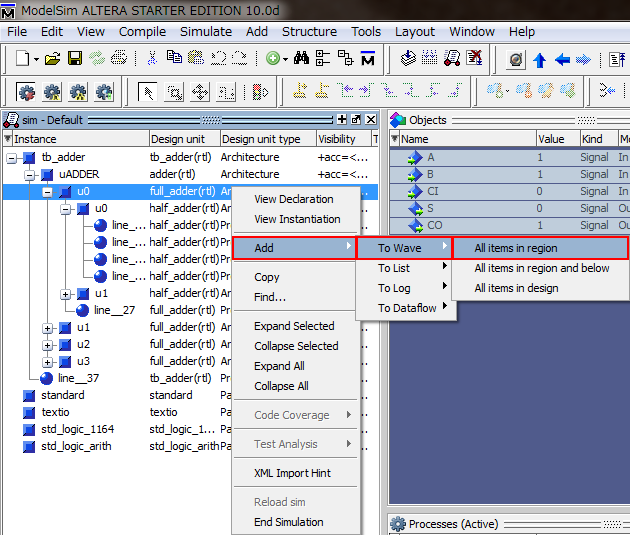 ModelSim ALTERA STARTER EDITION 10.0d
File Edit View Compile Simulate Add Structure Tools Layout Window Help
sim - Default
Instance Design unit Design unit type +Visibility T
tb_adder tb_adder(rtl) Architecture +acc=<...
uADDER adder(rtl) Architecture +acc=<...
u0 full_adder(rtl) Ar
u0 half_adder(rtl) Ar
line_... half_adder(rtl) Pr
line_... half_adder(rtl) Pr
line_... half_adder(rtl) Pr
line_... half_adder(rtl) Pr
u1 half_adder(rtl) Ar
line__27 full_adder(rtl) Pr
u1 full_adder(rtl) Ar
u2 full_adder(rtl) Ar
u3 full_adder(rtl) Ar
line__37 tb_adder(rtl) Pr
standard standard Pa
textio textio Pa
std_logic_1164 std_logic_1... Pa
std_logic_arith std_logic_arith Pa
View Declaration
View Instantiation
Add
Copy
Find...
Expand Selected
Collapse Selected
Expand All
Collapse All
Code Coverage
Test Analysis
XML Import Hint
Reload sim
End Simulation
To Wave
To List
To Log
To Dataflow
All items in region
All items in region and below
All items in design
Objects
Name Value Kind Mo
A 1 Signal In
B 1 Signal In
CI 0 Signal In
S 0 Signal Ou
CO 1 Signal Ou
Processes (Active)